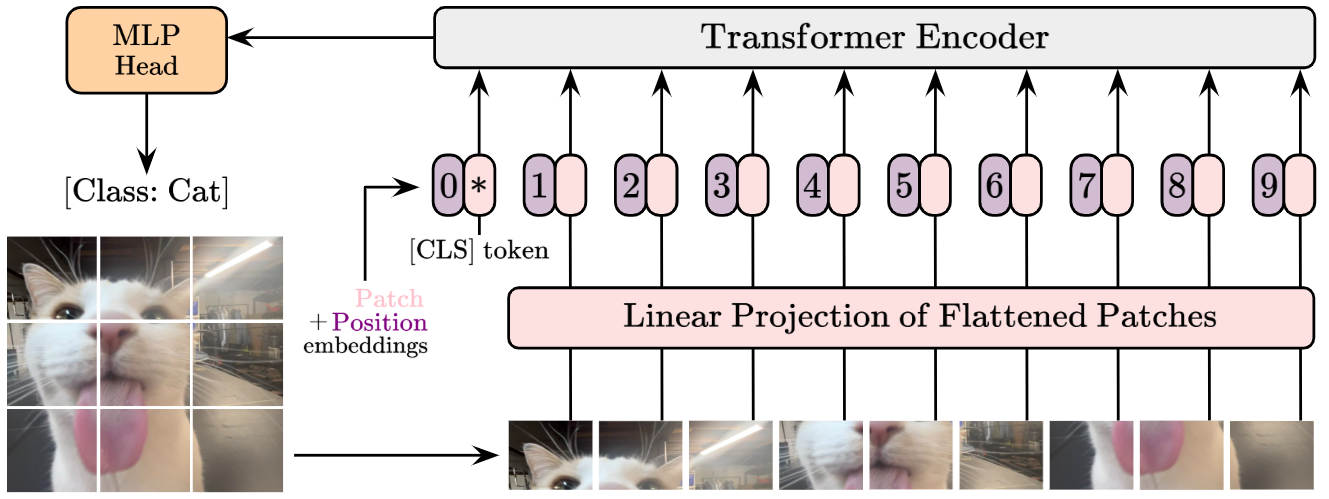 MLP
Head
Transformer Encoder
[Class: Cat]
0 * 1 2 3 4 5 6 7 8 9
[CLS] token
Patch
+ Position
embeddings
Linear Projection of Flattened Patches